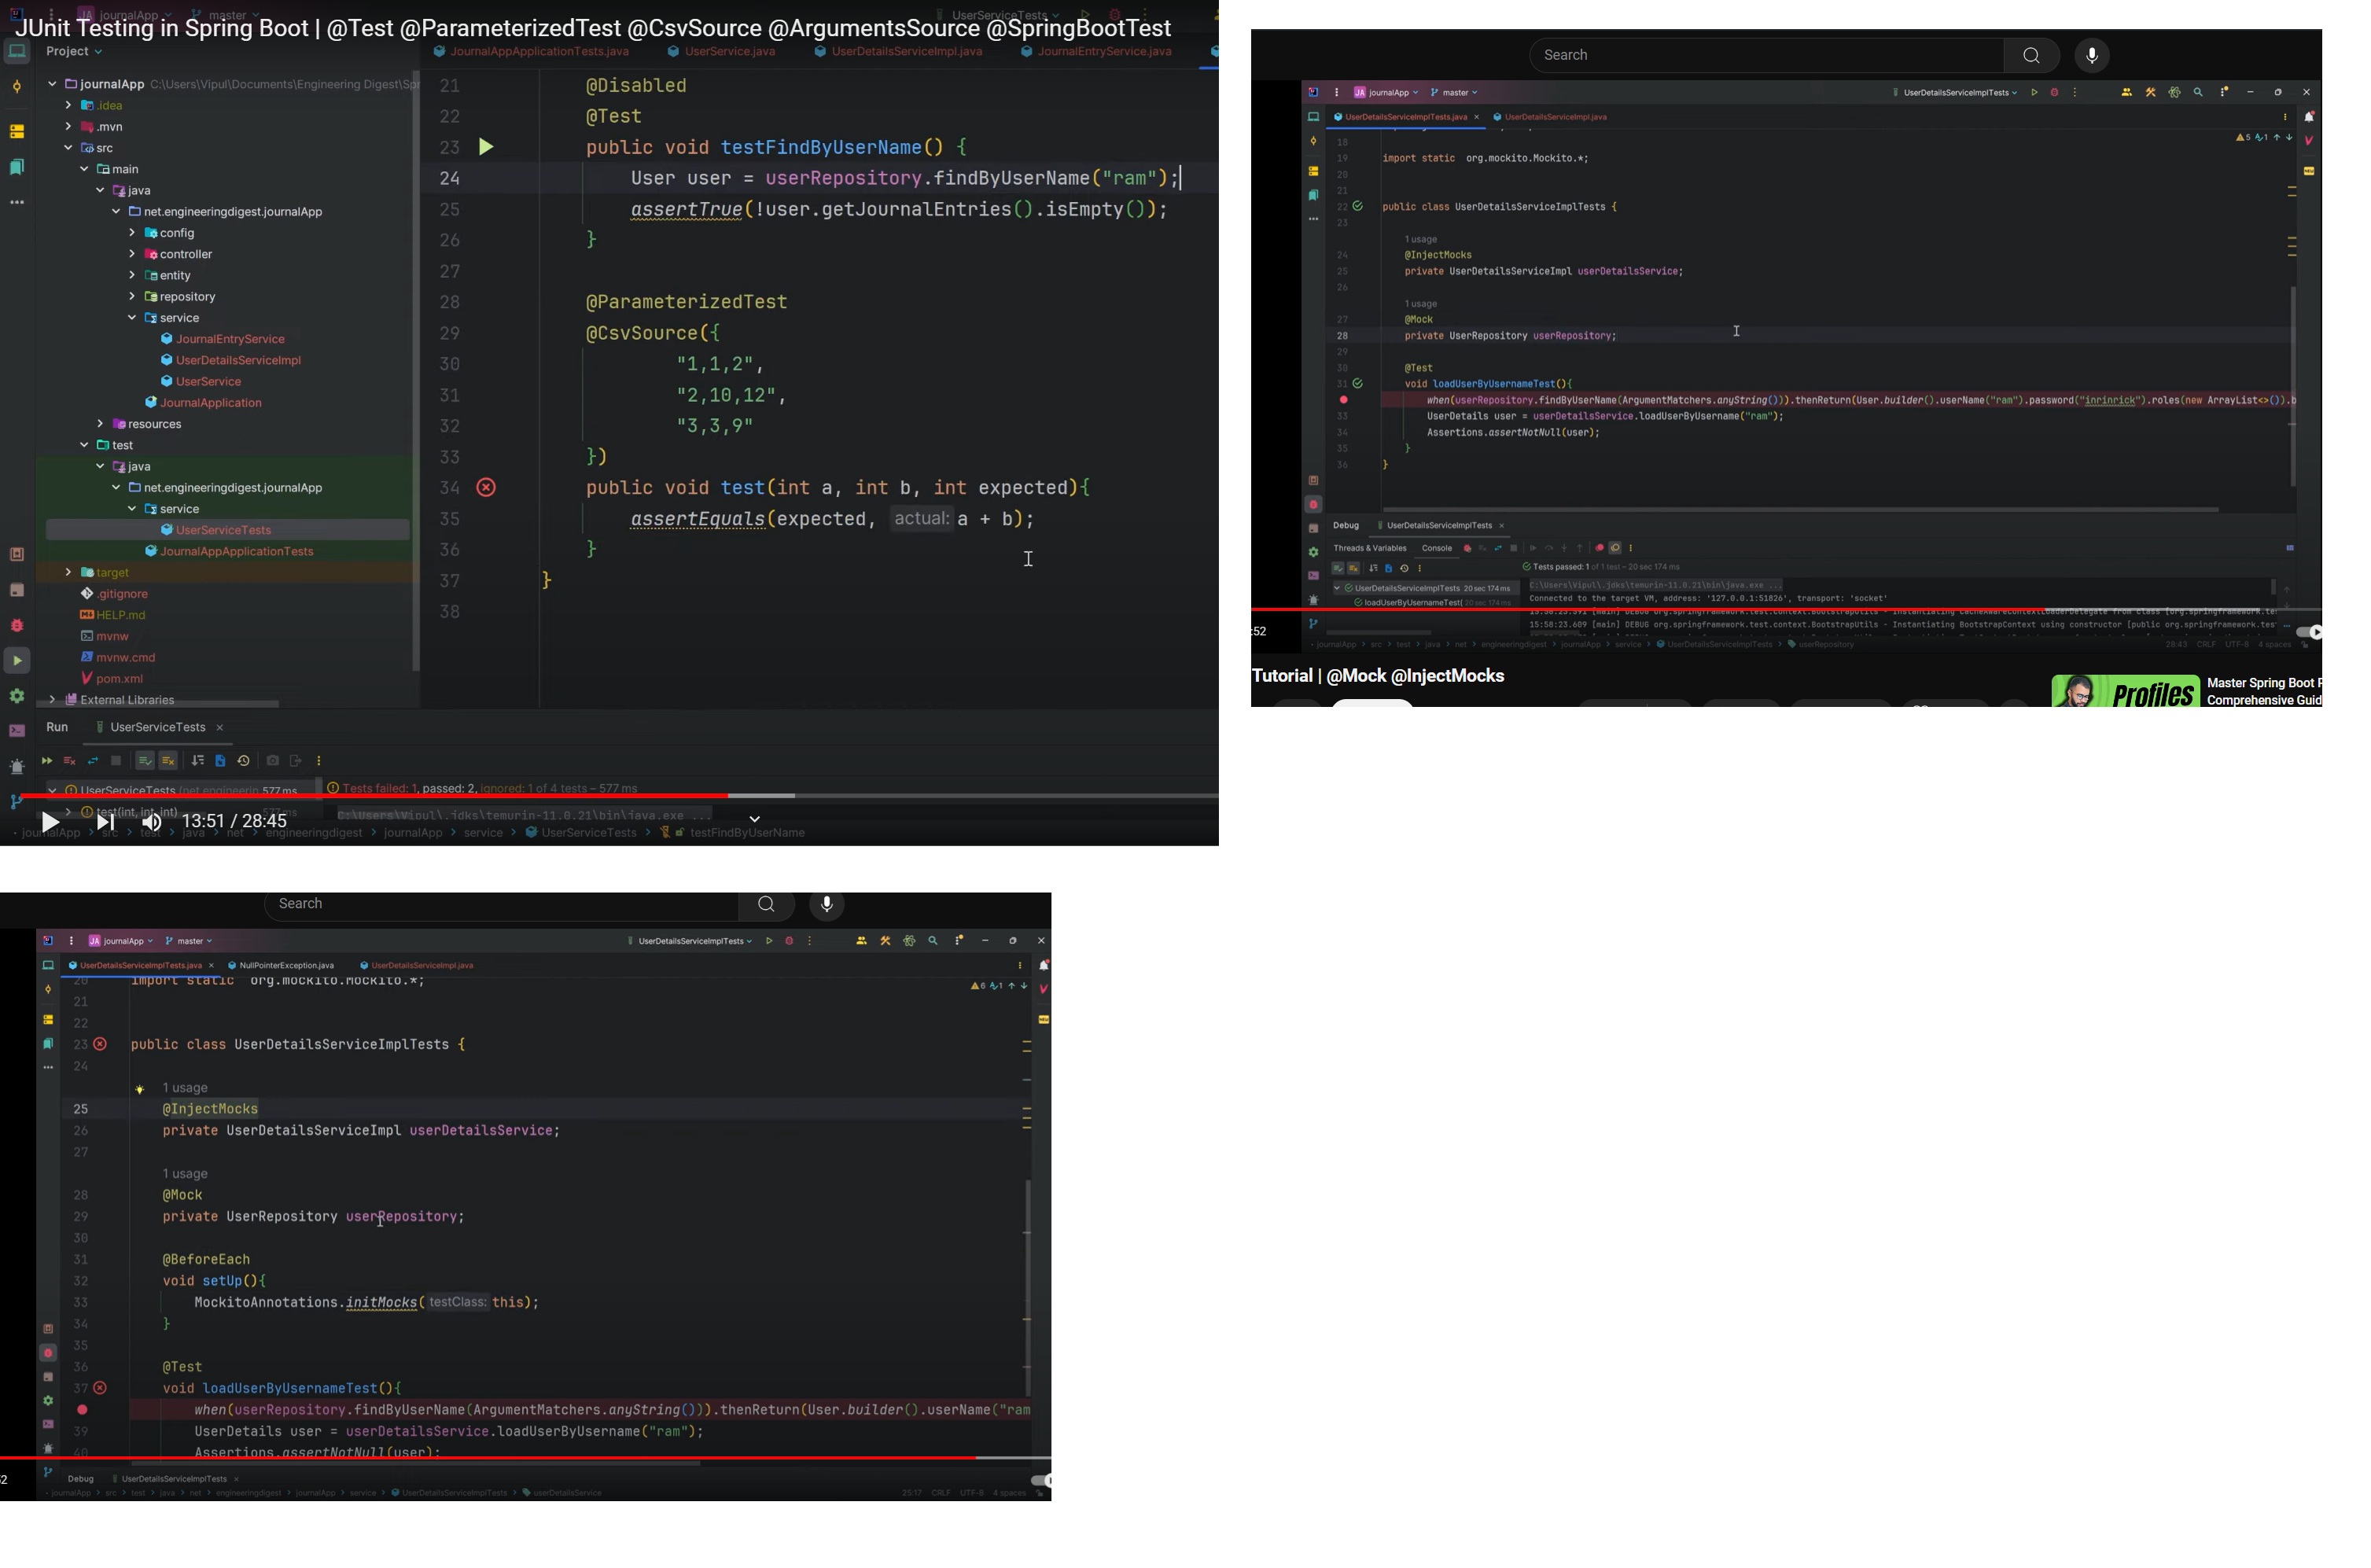 JUnit Testing in Spring Boot | @Test @ParameterizedTest @CsvSource @ArgumentsSource @SpringBootTest
journalApp master UserServiceTests
Project
JournalAppApplicationTests.java UserService.java UserDetailsServiceImpl.java JournalEntryService.java
journalApp C:\Users\Vipul\Documents\Engineering Digest\Spr
.idea
.mvn
src
main
java
net.engineeringdigest.journalApp
config
controller
entity
repository
service
JournalEntryService
UserDetailsServiceImpl
UserService
JournalApplication
resources
test
java
net.engineeringdigest.journalApp
service
UserServiceTests
JournalAppApplicationTests
target
.gitignore
HELP.md
mvnw
mvnw.cmd
pom.xml
External Libraries
21 @Disabled
22 @Test
23 public void testFindByUserName() {
24 User user = userRepository.findByUserName("ram");
25 assertTrue(!user.getJournalEntries().isEmpty());
26 }
27
28 @ParameterizedTest
29 @CsvSource({
30 "1,1,2",
31 "2,10,12",
32 "3,3,9"
33 })
34 public void test(int a, int b, int expected){
35 assertEquals(expected, actual: a + b);
36 }
37 }
38
Run UserServiceTests
UserServiceTests (net.engineerin 577 ms
Tests failed: 1, passed: 2, ignored: 1 of 4 tests – 577 ms
test(int, int, int) 577 ms
C:\Users\Vipul\.jdks\temurin-11.0.21\bin\java.exe ...
13:51 / 28:45
journalApp > src > test > java > net > engineeringdigest > journalApp > service > UserServiceTests > testFindByUserName
Search
JA journalApp master UserDetailsServiceImplTests
UserDetailsServiceImplTests.java UserDetailsServiceImpl.java
5 1
18
19 import static org.mockito.Mockito.*;
20
21
22 public class UserDetailsServiceImplTests {
23
1 usage
24 @InjectMocks
25 private UserDetailsServiceImpl userDetailsService;
26
1 usage
27 @Mock
28 private UserRepository userRepository;
29
30 @Test
31 void loadUserByUsernameTest(){
when(userRepository.findByUserName(ArgumentMatchers.anyString())).thenReturn(User.builder().userName("ram").password("inrinrick").roles(new ArrayList<>()).b
33 UserDetails user = userDetailsService.loadUserByUsername("ram");
34 Assertions.assertNotNull(user);
35 }
36 }
Debug UserDetailsServiceImplTests
Threads & Variables Console
Tests passed: 1 of 1 test – 20 sec 174 ms
UserDetailsServiceImplTests 20 sec 174 ms
C:\Users\Vipul\.jdks\temurin-11.0.21\bin\java.exe ...
Connected to the target VM, address: '127.0.0.1:51826', transport: 'socket'
loadUserByUsernameTest( 20 sec 174 ms
15:58:23.609 [main] DEBUG org.springframework.test.context.BootstrapUtils - Instantiating BootstrapContext using constructor [public org.springframework.tes
:52
journalApp > src > test > java > net > engineeringdigest > journalApp > service > UserDetailsServiceImplTests > userRepository 28:43 CRLF UTF-8 4 spaces
Tutorial | @Mock @InjectMocks
Profiles
Master Spring Boot P
Comprehensive Guid
Search
JA journalApp master UserDetailsServiceImplTests
UserDetailsServiceImplTests.java NullPointerException.java UserDetailsServiceImpl.java
6 1
20 import static org.mockito.Mockito.*;
21
22
23 public class UserDetailsServiceImplTests {
24
1 usage
25 @InjectMocks
26 private UserDetailsServiceImpl userDetailsService;
27
1 usage
28 @Mock
29 private UserRepository userRepository;
30
31 @BeforeEach
32 void setUp(){
33 MockitoAnnotations.initMocks( testClass: this);
34 }
35
36 @Test
37 void loadUserByUsernameTest(){
when(userRepository.findByUserName(ArgumentMatchers.anyString())).thenReturn(User.builder().userName("ram
39 UserDetails user = userDetailsService.loadUserByUsername("ram");
40 Assertions.assertNotNull(user);
Debug UserDetailsServiceImplTests
journalApp > src > test > java > net > engineeringdigest > journalApp > service > UserDetailsServiceImplTests > userDetailsService 25:17 CRLF UTF-8 4 spaces